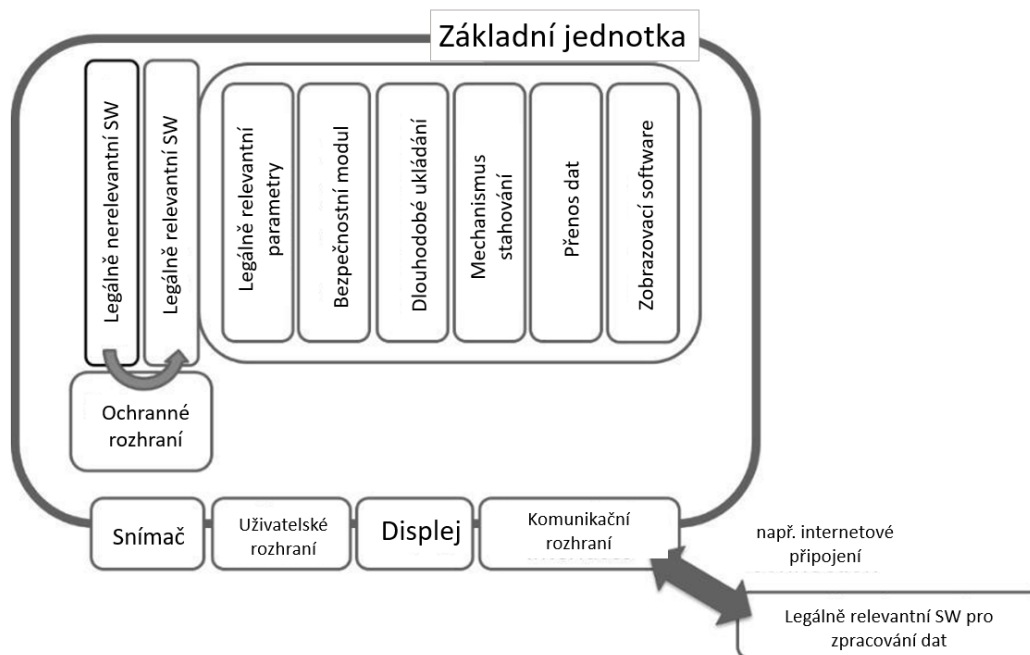 Základní jednotka
Legálně nerelevantní SW
Legálně relevantní SW
Legálně relevantní
parametry
Bezpečnostní modul
Dlouhodobé ukládání
Mechanismus
stahování
Přenos dat
Zobrazovací software
Ochranné
rozhraní
Snímač
Uživatelské
rozhraní
Displej
Komunikační
rozhraní
např. internetové
připojení
Legálně relevantní SW pro
zpracování dat